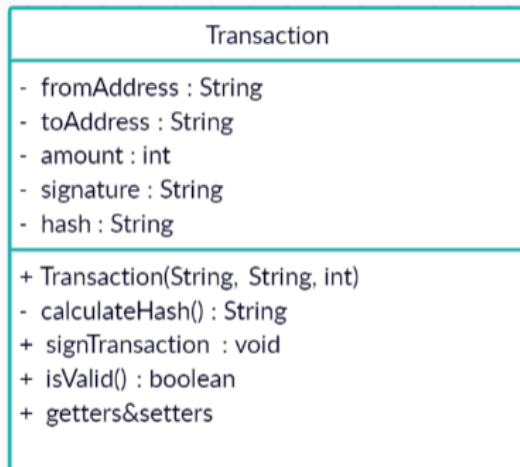 Transaction
- fromAddress : String
- toAddress : String
- amount : int
- signature : String
- hash : String
+ Transaction(String, String, int)
- calculateHash() : String
+ signTransaction : void
+ isValid() : boolean
+ getters&setters